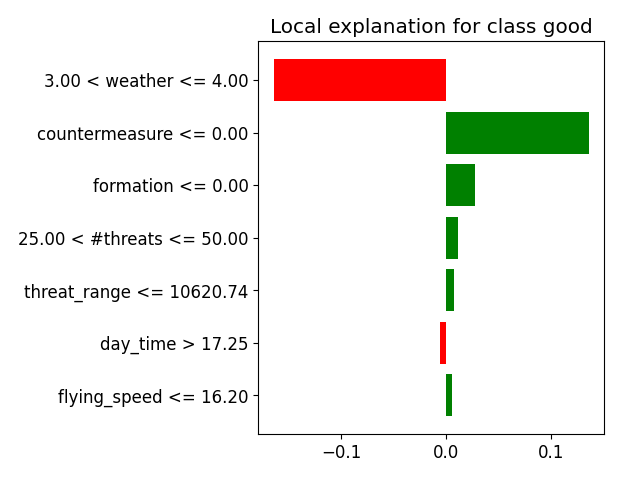 Local explanation for class good
3.00 < weather <= 4.00
countermeasure <= 0.00
formation <= 0.00
25.00 < #threats <= 50.00
threat_range <= 10620.74
day_time > 17.25
flying_speed <= 16.20
−0.1 0.0 0.1